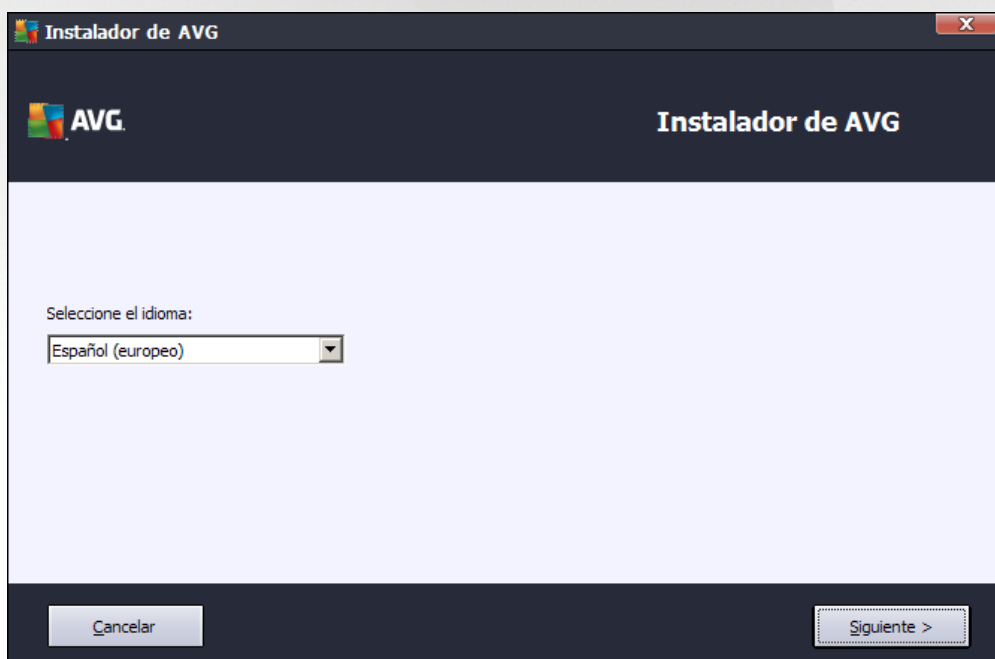 Instalador de AVG
X
AVG.
Instalador de AVG
Seleccione el idioma:
Español (europeo)
Cancelar
Siguiente >